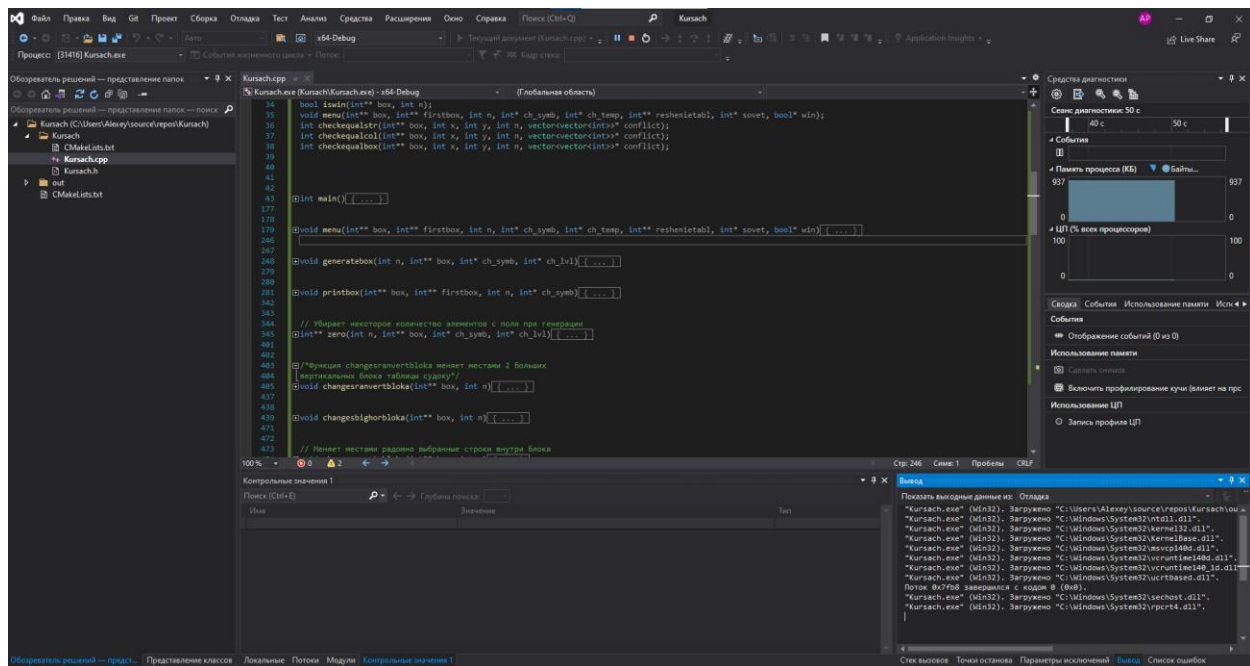 Файл Правка Вид Git Проект Сборка Отладка Тест Анализ Средства Расширения Окно Справка Поиск (Ctrl+Q) Kursach AP
Авто x64-Debug Текущий документ (Kursach.cpp) Application Insights Live Share
Процесс: [31416] Kursach.exe События жизненного цикла Поток: Кадр стека:
Обозреватель решений — представление папок
Обозреватель решений — представление папок — поиск
Kursach (C:\Users\Alexey\source\repos\Kursach)
Kursach
CMakeLists.txt
Kursach.cpp
Kursach.h
out
CMakeLists.txt
Kursach.cpp
Kursach.exe (Kursach\Kursach.exe) - x64-Debug (Глобальная область)
34 bool iswin(int** box, int n);
35 void menu(int** box, int** firstbox, int n, int* ch_symb, int* ch_temp, int** reshenietabl, int* sovet, bool* win);
36 int checkequalstr(int** box, int x, int y, int n, vector<vector<int>>* conflict);
37 int checkequalcol(int** box, int x, int y, int n, vector<vector<int>>* conflict);
38 int checkequalbox(int** box, int x, int y, int n, vector<vector<int>>* conflict);
39
40
41
42
43 int main() { ... }
177
178
179 void menu(int** box, int** firstbox, int n, int* ch_symb, int* ch_temp, int** reshenietabl, int* sovet, bool* win) { ... }
246
247
248 void generatebox(int n, int** box, int* ch_symb, int* ch_lvl) { ... }
279
280
281 void printbox(int** box, int** firstbox, int n, int* ch_symb) { ... }
342
343
344 // Убирает некоторое количество элементов с поля при генерации
345 int** zero(int n, int** box, int* ch_symb, int* ch_lvl) { ... }
401
402
403 /*Функция changesranvertbloka меняет местами 2 больших
404 вертикальных блока таблицы судоку*/
405 void changesranvertbloka(int** box, int n) { ... }
437
438
439 void changesbighorbloka(int** box, int n) { ... }
471
472
473 // Меняет местами радомно выбранные строки внутри блока
100 % 0 2 Стр: 246 Симв: 1 Пробелы CRLF
Средства диагностики
Сеанс диагностики: 50 с
40 с 50 с
События
Память процесса (КБ) Байты...
937 937
0 0
ЦП (% всех процессоров)
100 100
0 0
Сводка События Использование памяти Испо
События
Отображение событий (0 из 0)
Использование памяти
Сделать снимок
Включить профилирование кучи (влияет на прс
Использование ЦП
Запись профиля ЦП
Контрольные значения 1
Поиск (Ctrl+E) Глубина поиска:
Имя Значение Тип
Вывод
Показать выходные данные из: Отладка
"Kursach.exe" (Win32). Загружено "C:\Users\Alexey\source\repos\Kursach\ou
"Kursach.exe" (Win32). Загружено "C:\Windows\System32\ntdll.dll".
"Kursach.exe" (Win32). Загружено "C:\Windows\System32\kernel32.dll".
"Kursach.exe" (Win32). Загружено "C:\Windows\System32\KernelBase.dll".
"Kursach.exe" (Win32). Загружено "C:\Windows\System32\msvcp140d.dll".
"Kursach.exe" (Win32). Загружено "C:\Windows\System32\vcruntime140d.dll".
"Kursach.exe" (Win32). Загружено "C:\Windows\System32\vcruntime140_1d.dll"
"Kursach.exe" (Win32). Загружено "C:\Windows\System32\ucrtbased.dll".
Поток 0x7fb8 завершился с кодом 0 (0x0).
"Kursach.exe" (Win32). Загружено "C:\Windows\System32\sechost.dll".
"Kursach.exe" (Win32). Загружено "C:\Windows\System32\rpcrt4.dll".
Обозреватель решений — предст... Представление классов Локальные Потоки Модули Контрольные значения 1 Стек вызовов Точки останова Параметры исключений Вывод Список ошибок